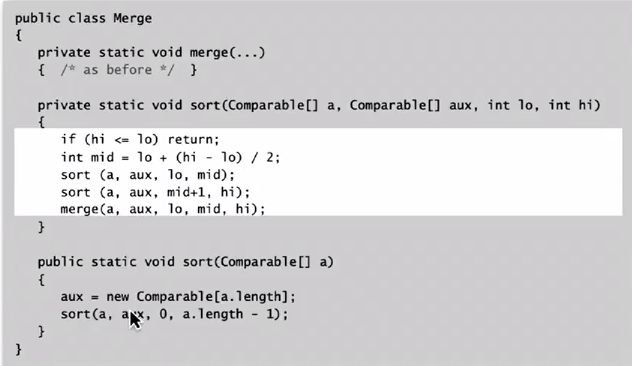 public class Merge
{
private static void merge(...)
{ /* as before */ }
private static void sort(Comparable[] a, Comparable[] aux, int lo, int hi)
{
if (hi <= lo) return;
int mid = lo + (hi - lo) / 2;
sort (a, aux, lo, mid);
sort (a, aux, mid+1, hi);
merge(a, aux, lo, mid, hi);
}
public static void sort(Comparable[] a)
{
aux = new Comparable[a.length];
sort(a, aux, 0, a.length - 1);
}
}